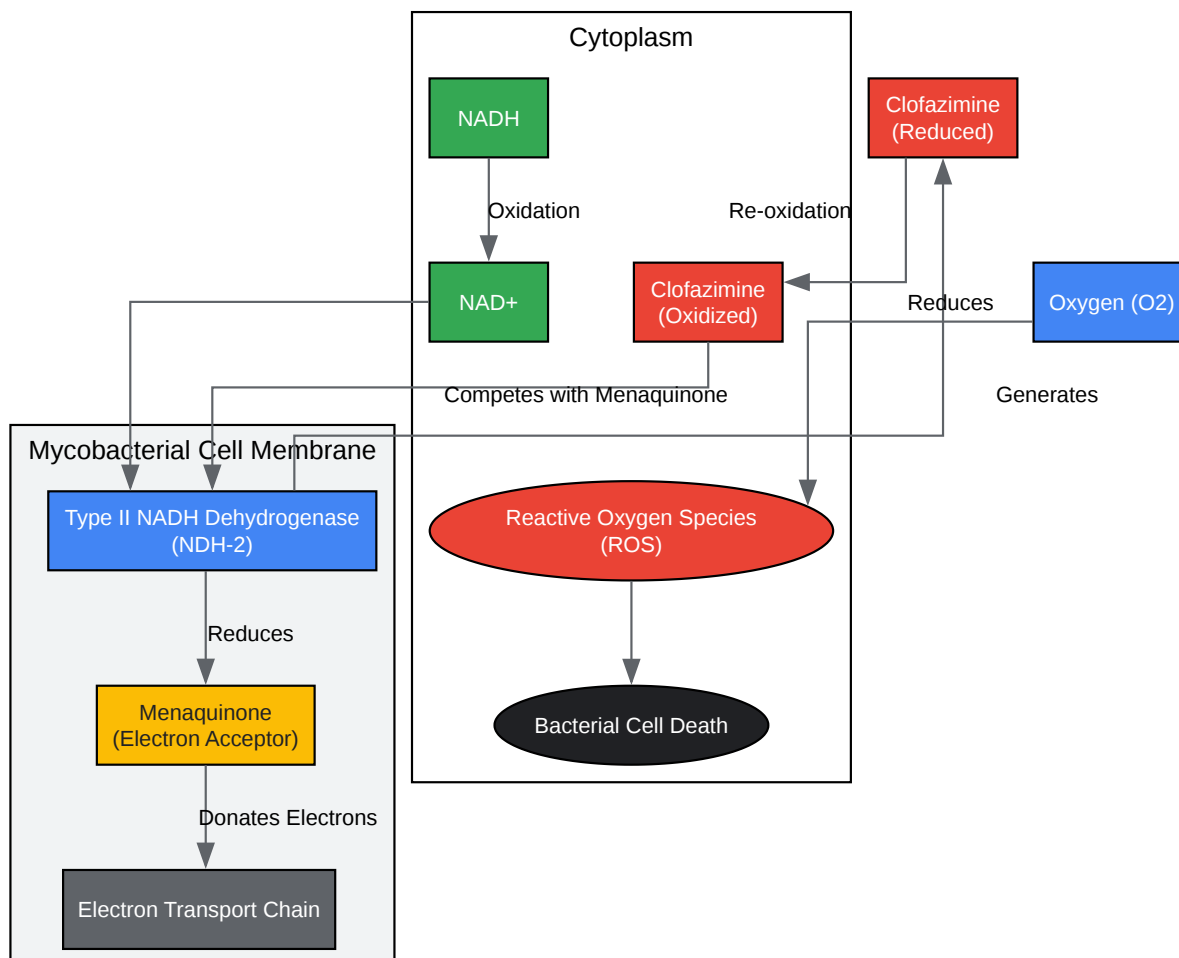 Cytoplasm
NADH
Clofazimine
(Reduced)
Oxidation
Re-oxidation
NAD+
Clofazimine
(Oxidized)
Reduces
Oxygen (O2)
Competes with Menaquinone
Generates
Mycobacterial Cell Membrane
Type II NADH Dehydrogenase
(NDH-2)
Reactive Oxygen Species
(ROS)
Reduces
Menaquinone
(Electron Acceptor)
Bacterial Cell Death
Donates Electrons
Electron Transport Chain